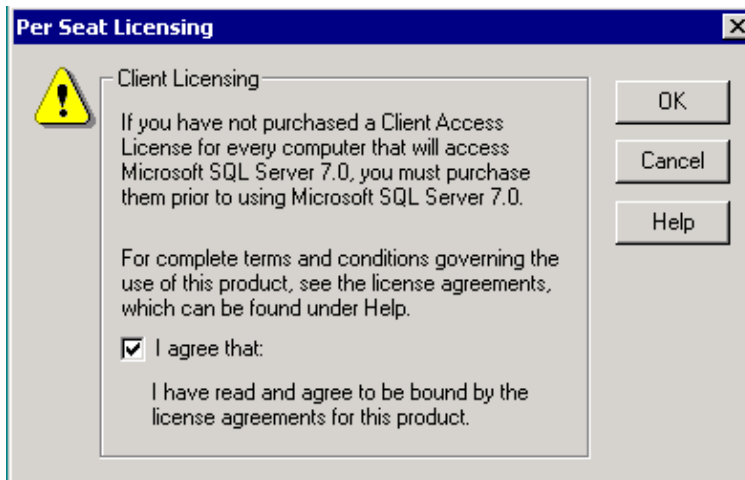 Per Seat Licensing
Client Licensing
If you have not purchased a Client Access
License for every computer that will access
Microsoft SQL Server 7.0, you must purchase
them prior to using Microsoft SQL Server 7.0.
For complete terms and conditions governing the
use of this product, see the license agreements,
which can be found under Help.
I agree that:
I have read and agree to be bound by the
license agreements for this product.
OK
Cancel
Help